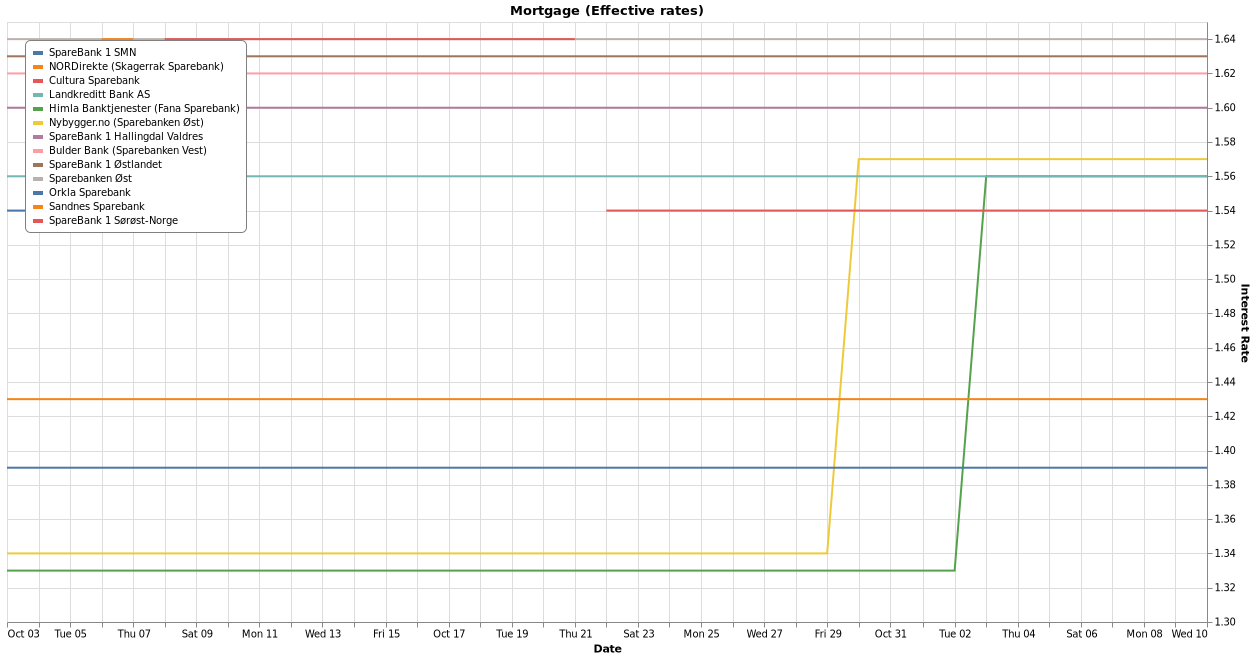 Mortgage (Effective rates)
SpareBank 1 SMN
NORDirekte (Skagerrak Sparebank)
Cultura Sparebank
Landkreditt Bank AS
Himla Banktjenester (Fana Sparebank)
Nybygger.no (Sparebanken Øst)
SpareBank 1 Hallingdal Valdres
Bulder Bank (Sparebanken Vest)
SpareBank 1 Østlandet
Sparebanken Øst
Orkla Sparebank
Sandnes Sparebank
SpareBank 1 Sørøst-Norge
1.64
1.62
1.60
1.58
1.56
1.54
1.52
1.50
1.48
1.46
1.44
1.42
1.40
1.38
1.36
1.34
1.32
1.30
Interest Rate
Oct 03 Tue 05 Thu 07 Sat 09 Mon 11 Wed 13 Fri 15 Oct 17 Tue 19 Thu 21 Sat 23 Mon 25 Wed 27 Fri 29 Oct 31 Tue 02 Thu 04 Sat 06 Mon 08 Wed 10
Date